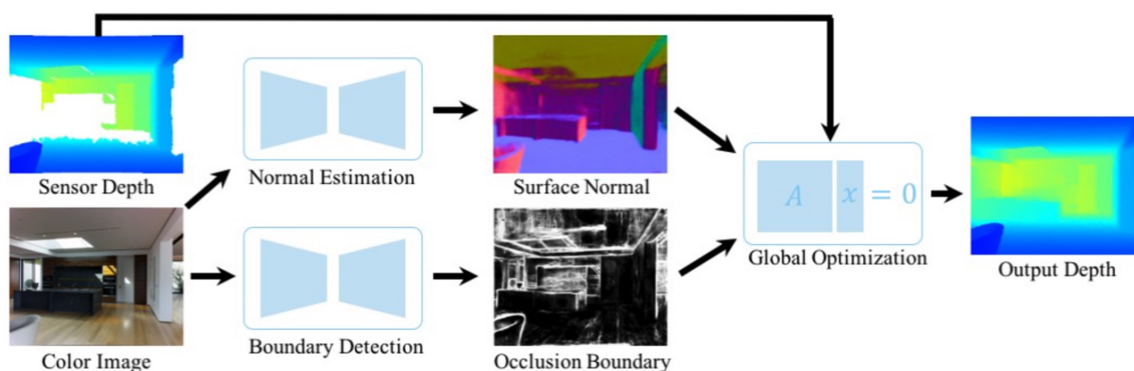 Sensor Depth
Normal Estimation
Surface Normal
A x = 0
Global Optimization
Output Depth
Color Image
Boundary Detection
Occlusion Boundary